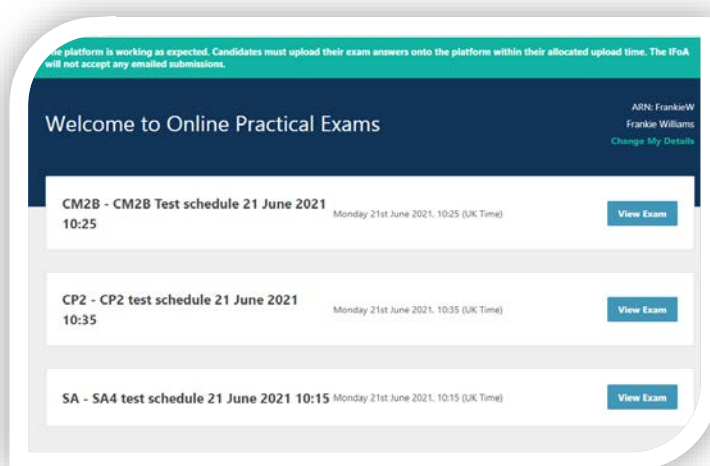 platform is working as expected. Candidates must upload their exam answers onto the platform within their allocated upload time. The IFoA
will not accept any emailed submissions.
ARN: FrankieW
Welcome to Online Practical Exams
Frankie Williams
Change My Details
CM2B - CM2B Test schedule 21 June 2021
10:25
Monday 21st June 2021, 10:25 (UK Time)
View Exam
CP2 - CP2 test schedule 21 June 2021
10:35
Monday 21st June 2021, 10:35 (UK Time)
View Exam
SA - SA4 test schedule 21 June 2021 10:15
Monday 21st June 2021, 10:15 (UK Time)
View Exam